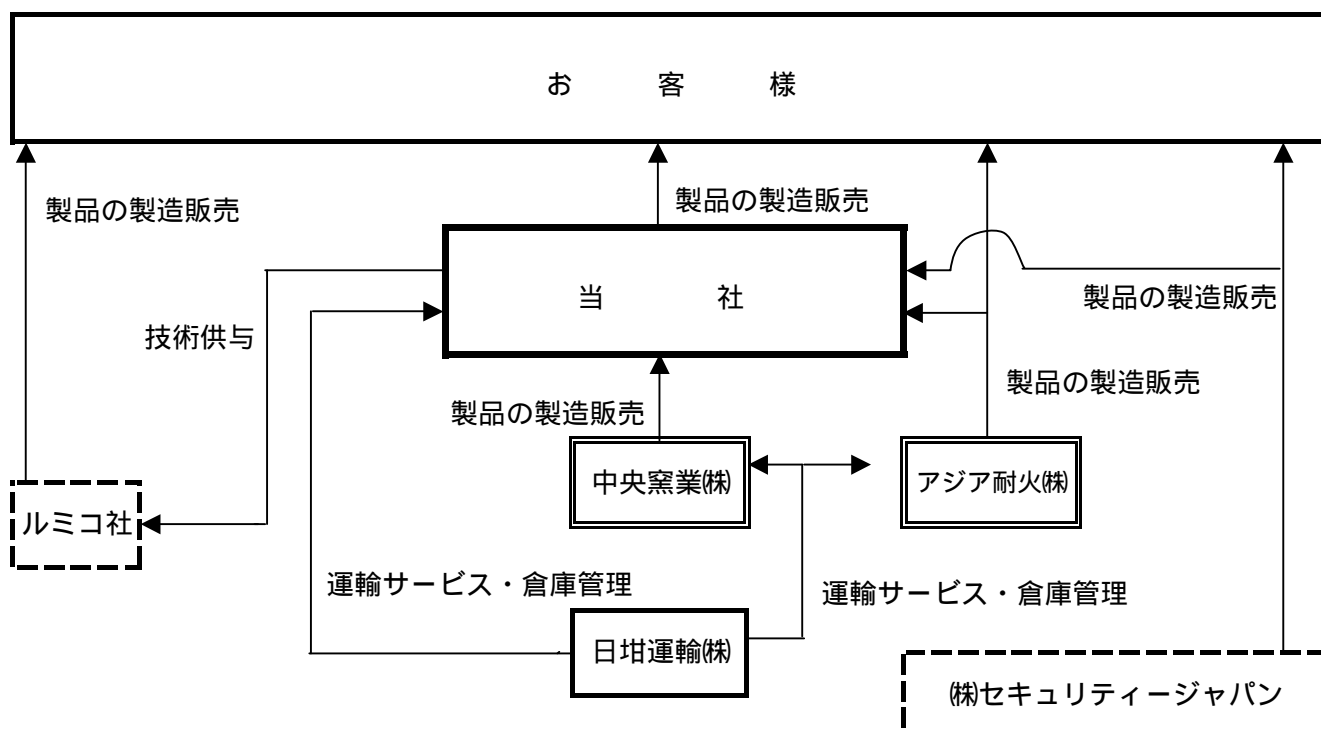 お客様
製品の製造販売
製品の製造販売
当社
製品の製造販売
技術供与
製品の製造販売
製品の製造販売
中央窯業㈱
アジア耐火㈱
ルミコ社
運輸サービス・倉庫管理
運輸サービス・倉庫管理
日坩運輸㈱
㈱セキュリティージャパン